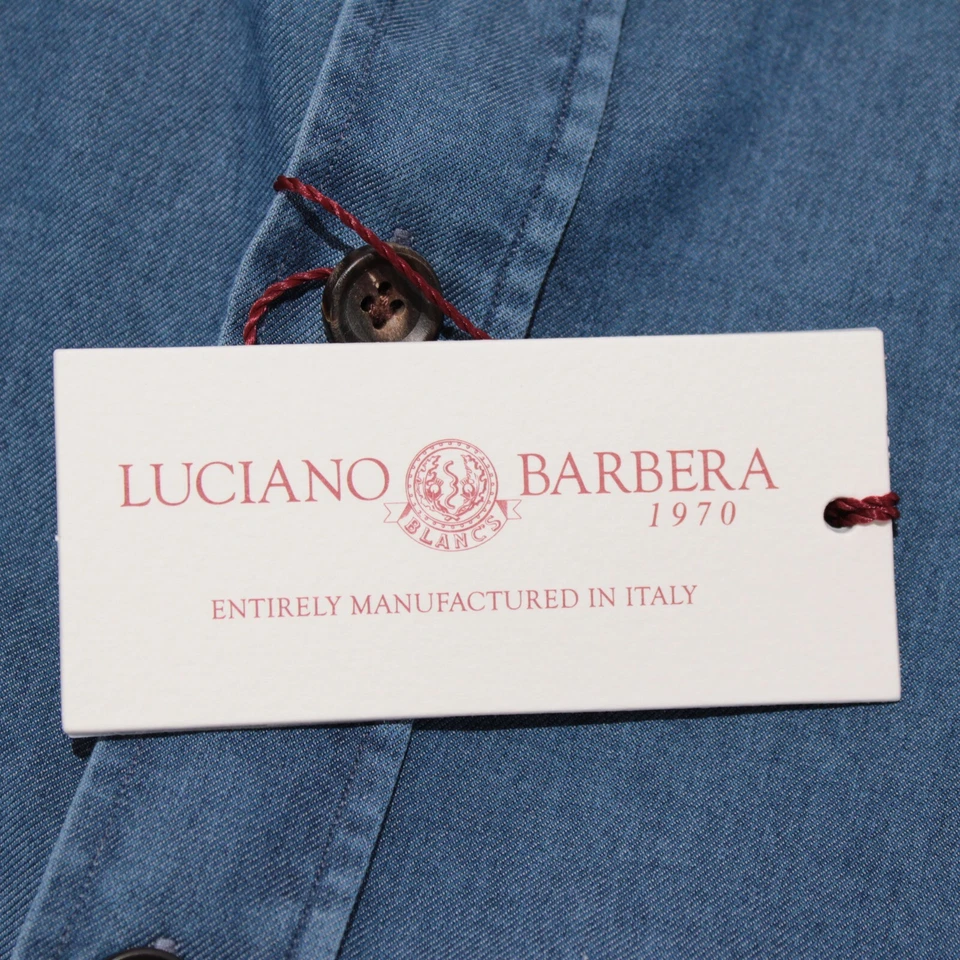 LUCIANO BARBERA
1970
BLANC'S
ENTIRELY MANUFACTURED IN ITALY